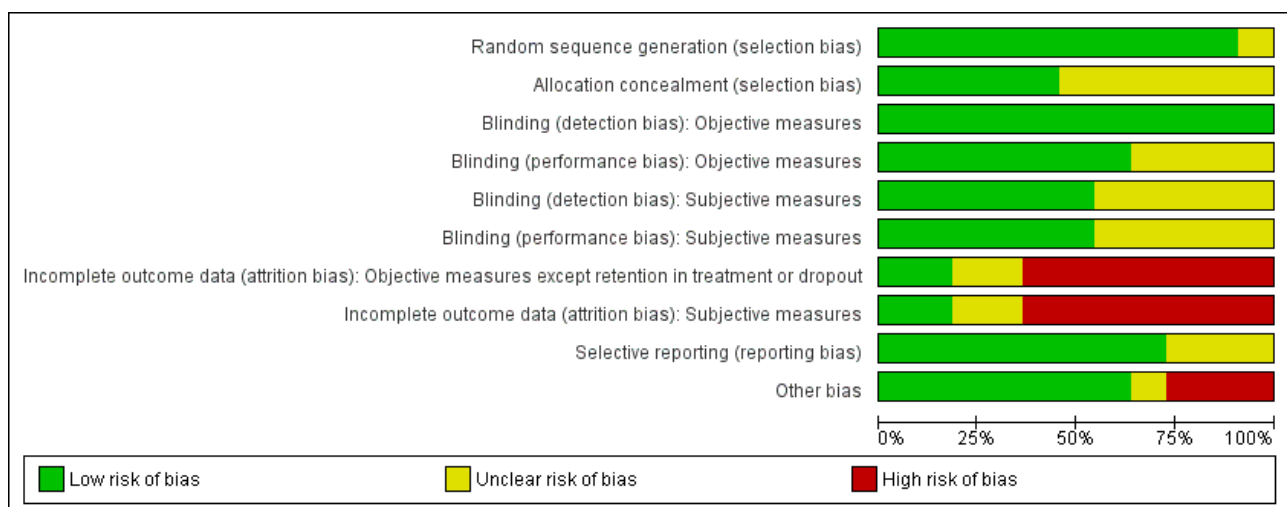 Random sequence generation (selection bias)
Allocation concealment (selection bias)
Blinding (detection bias): Objective measures
Blinding (performance bias): Objective measures
Blinding (detection bias): Subjective measures
Blinding (performance bias): Subjective measures
Incomplete outcome data (attrition bias): Objective measures except retention in treatment or dropout
Incomplete outcome data (attrition bias): Subjective measures
Selective reporting (reporting bias)
Other bias
0% 25% 50% 75% 100%
Low risk of bias Unclear risk of bias High risk of bias